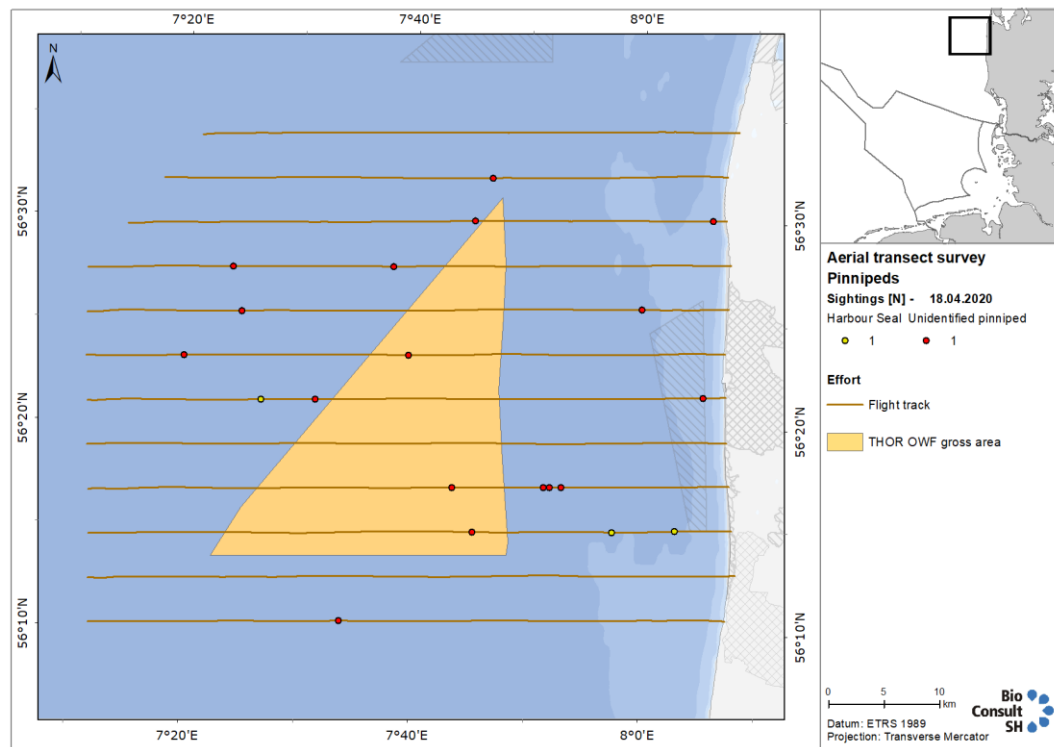 7°20'E
7°40'E
8°0'E
N
56°30'N
56°30'N
56°20'N
56°20'N
56°10'N
56°10'N
7°20'E
7°40'E
8°0'E
Aerial transect survey
Pinnipeds
Sightings [N] - 18.04.2020
Harbour Seal Unidentified pinniped
1 1
Effort
Flight track
THOR OWF gross area
0 5 10
km
Datum: ETRS 1989
Projection: Transverse Mercator
Bio
Consult
SH